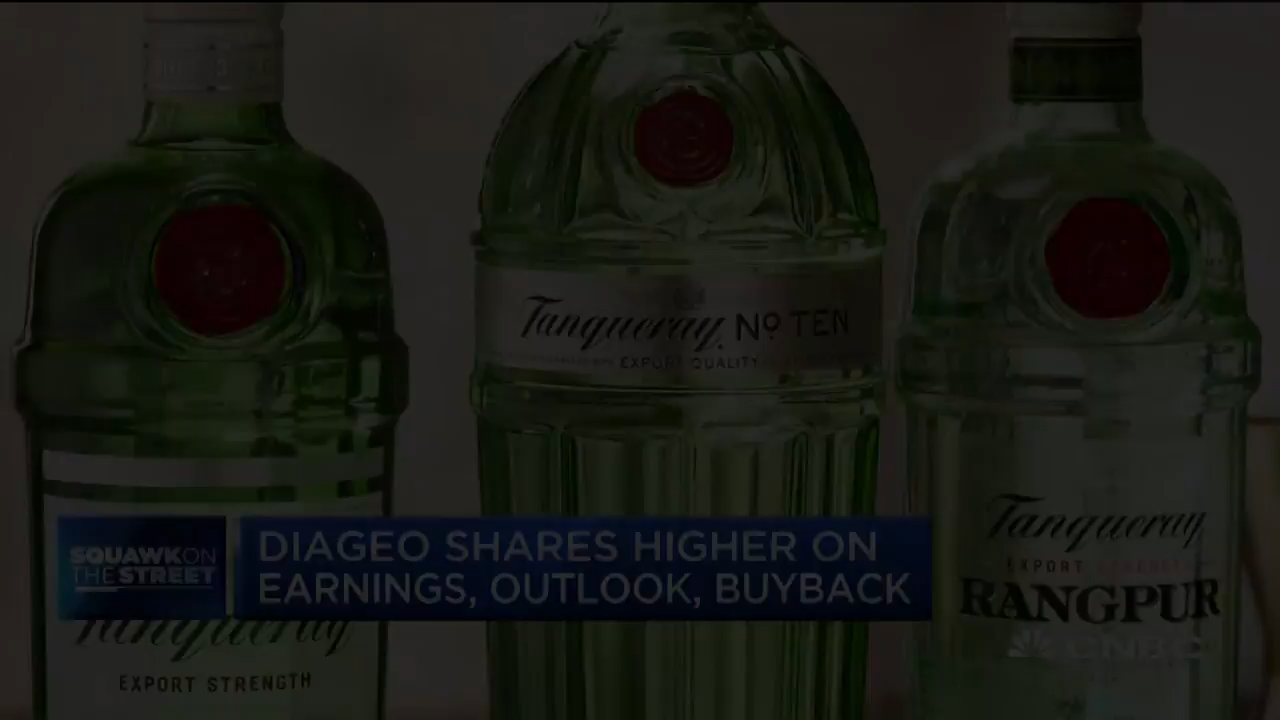 Tanqueray No TEN
EXPORT QUALITY
Tanqueray
EXPORT STRENGTH
Tanqueray
EXPORT
RANGPUR
SQUAWK ON
THE STREET
DIAGEO SHARES HIGHER ON
EARNINGS, OUTLOOK, BUYBACK
CNBC